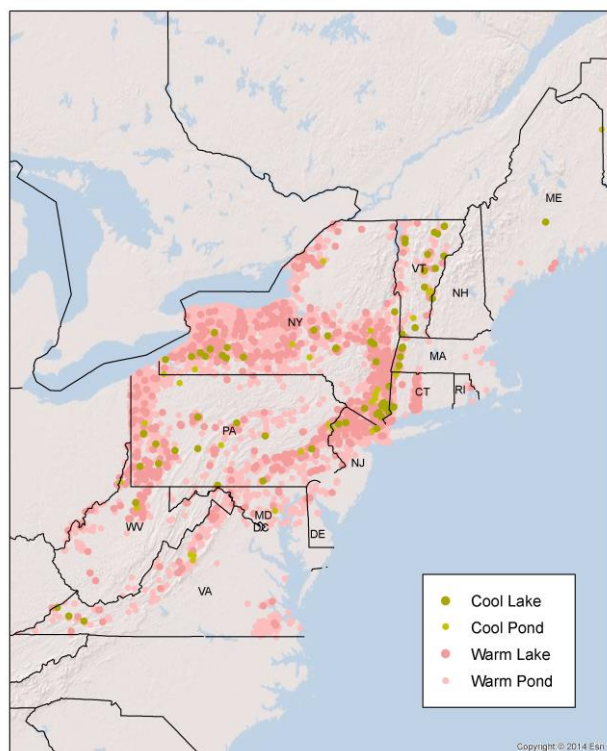 ME
VT
NH
NY
MA
CT
RI
PA
NJ
MD
DC
WV
DE
VA
Cool Lake
Cool Pond
Warm Lake
Warm Pond
Copyright © 2014 Esri